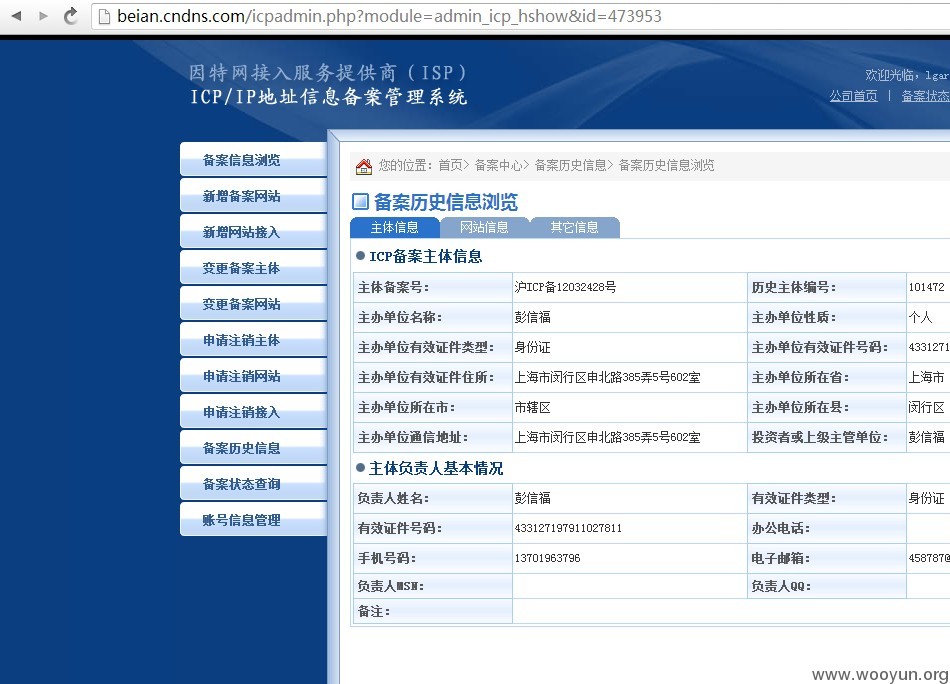 beian.cndns.com/icpadmin.php?module=admin_icp_hshow&id=473953
因特网接入服务提供商（ISP）
ICP/IP地址信息备案管理系统
欢迎光临，lgar
公司首页 | 备案状态
备案信息浏览
新增备案网站
新增网站接入
变更备案主体
变更备案网站
申请注销主体
申请注销网站
申请注销接入
备案历史信息
备案状态查询
账号信息管理
您的位置：首页> 备案中心> 备案历史信息> 备案历史信息浏览
备案历史信息浏览
主体信息 网站信息 其它信息
ICP备案主体信息
主体备案号： 沪ICP备12032428号 历史主体编号： 101472
主办单位名称： 彭信福 主办单位性质： 个人
主办单位有效证件类型： 身份证 主办单位有效证件号码： 4331271
主办单位有效证件住所： 上海市闵行区申北路385弄5号602室 主办单位所在省： 上海市
主办单位所在市： 市辖区 主办单位所在县： 闵行区
主办单位通信地址： 上海市闵行区申北路385弄5号602室 投资者或上级主管单位： 彭信福
主体负责人基本情况
负责人姓名： 彭信福 有效证件类型： 身份证
有效证件号码： 433127197911027811 办公电话：
手机号码： 13701963796 电子邮箱： 458787@
负责人MSN： 负责人QQ：
备注：
www.wooyun.org